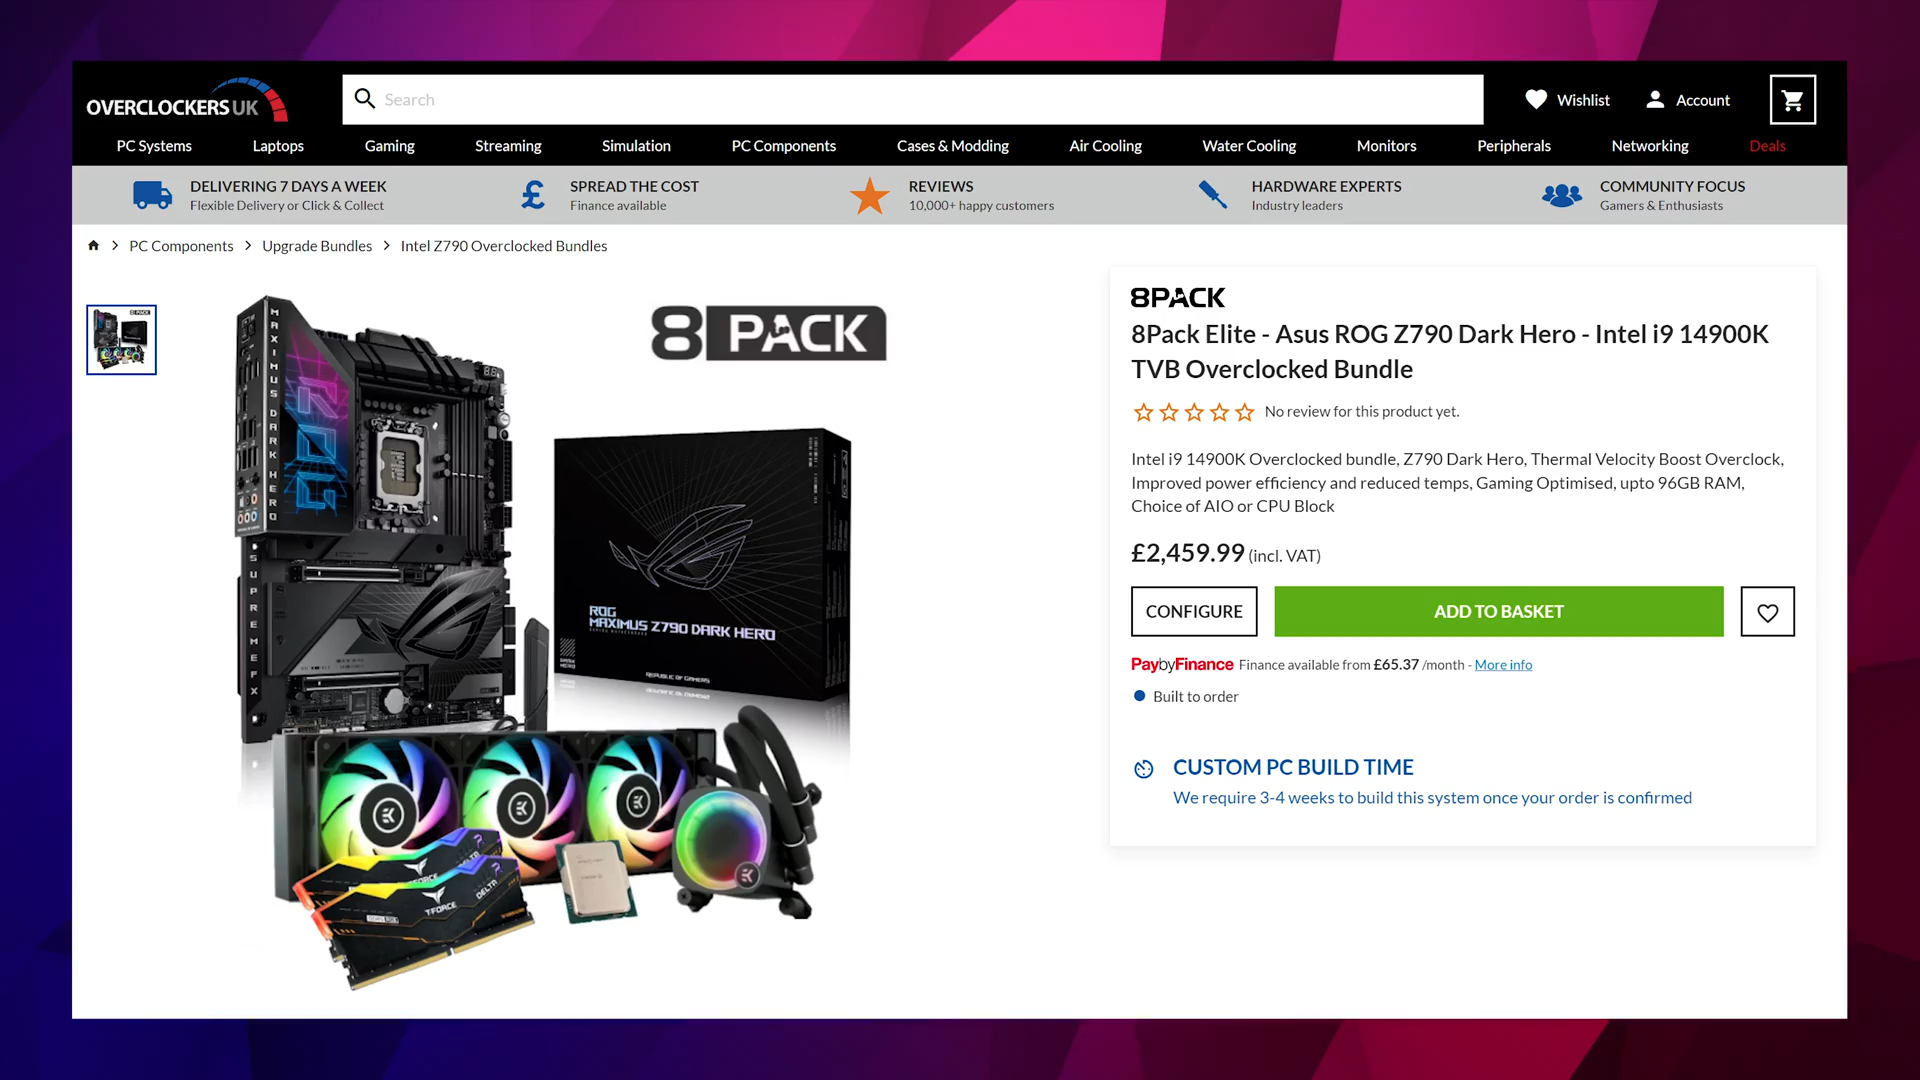 OVERCLOCKERS UK
Search
Wishlist
Account
PC Systems
Laptops
Gaming
Streaming
Simulation
PC Components
Cases & Modding
Air Cooling
Water Cooling
Monitors
Peripherals
Networking
Deals
DELIVERING 7 DAYS A WEEK
Flexible Delivery or Click & Collect
SPREAD THE COST
Finance available
REVIEWS
10,000+ happy customers
HARDWARE EXPERTS
Industry leaders
COMMUNITY FOCUS
Gamers & Enthusiasts
PC Components > Upgrade Bundles > Intel Z790 Overclocked Bundles
8PACK
MAXIMUS DARK HERO
SUPREMEFX
ROG
MAXIMUS Z790 DARK HERO
REPUBLIC OF GAMERS
T-FORCE
DELTA
T-FORCE
DELTA
8PACK
8Pack Elite - Asus ROG Z790 Dark Hero - Intel i9 14900K
TVB Overclocked Bundle
No review for this product yet.
Intel i9 14900K Overclocked bundle, Z790 Dark Hero, Thermal Velocity Boost Overclock,
Improved power efficiency and reduced temps, Gaming Optimised, upto 96GB RAM,
Choice of AIO or CPU Block
£2,459.99 (incl. VAT)
CONFIGURE
ADD TO BASKET
PaybyFinance Finance available from £65.37 /month - More info
Built to order
CUSTOM PC BUILD TIME
We require 3-4 weeks to build this system once your order is confirmed